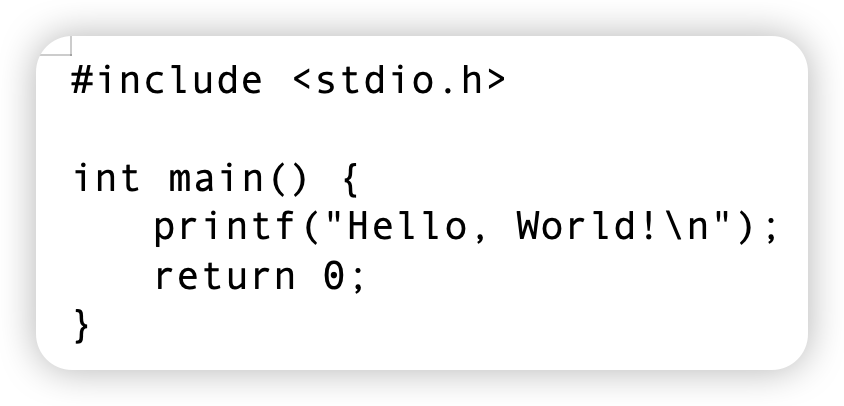 #include <stdio.h>

int main() {
    printf("Hello, World!\n");
    return 0;
}